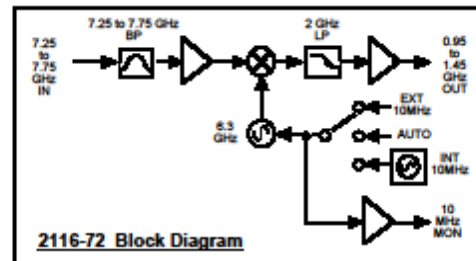 7.25 to 7.75 GHz
BP
2 GHz
LP
7.25
to
7.75
GHz
IN
0.95
to
1.45
GHz
OUT
6.3
GHz
EXT
10MHz
AUTO
INT
10MHz
10
MHz
MON
2116-72 Block Diagram